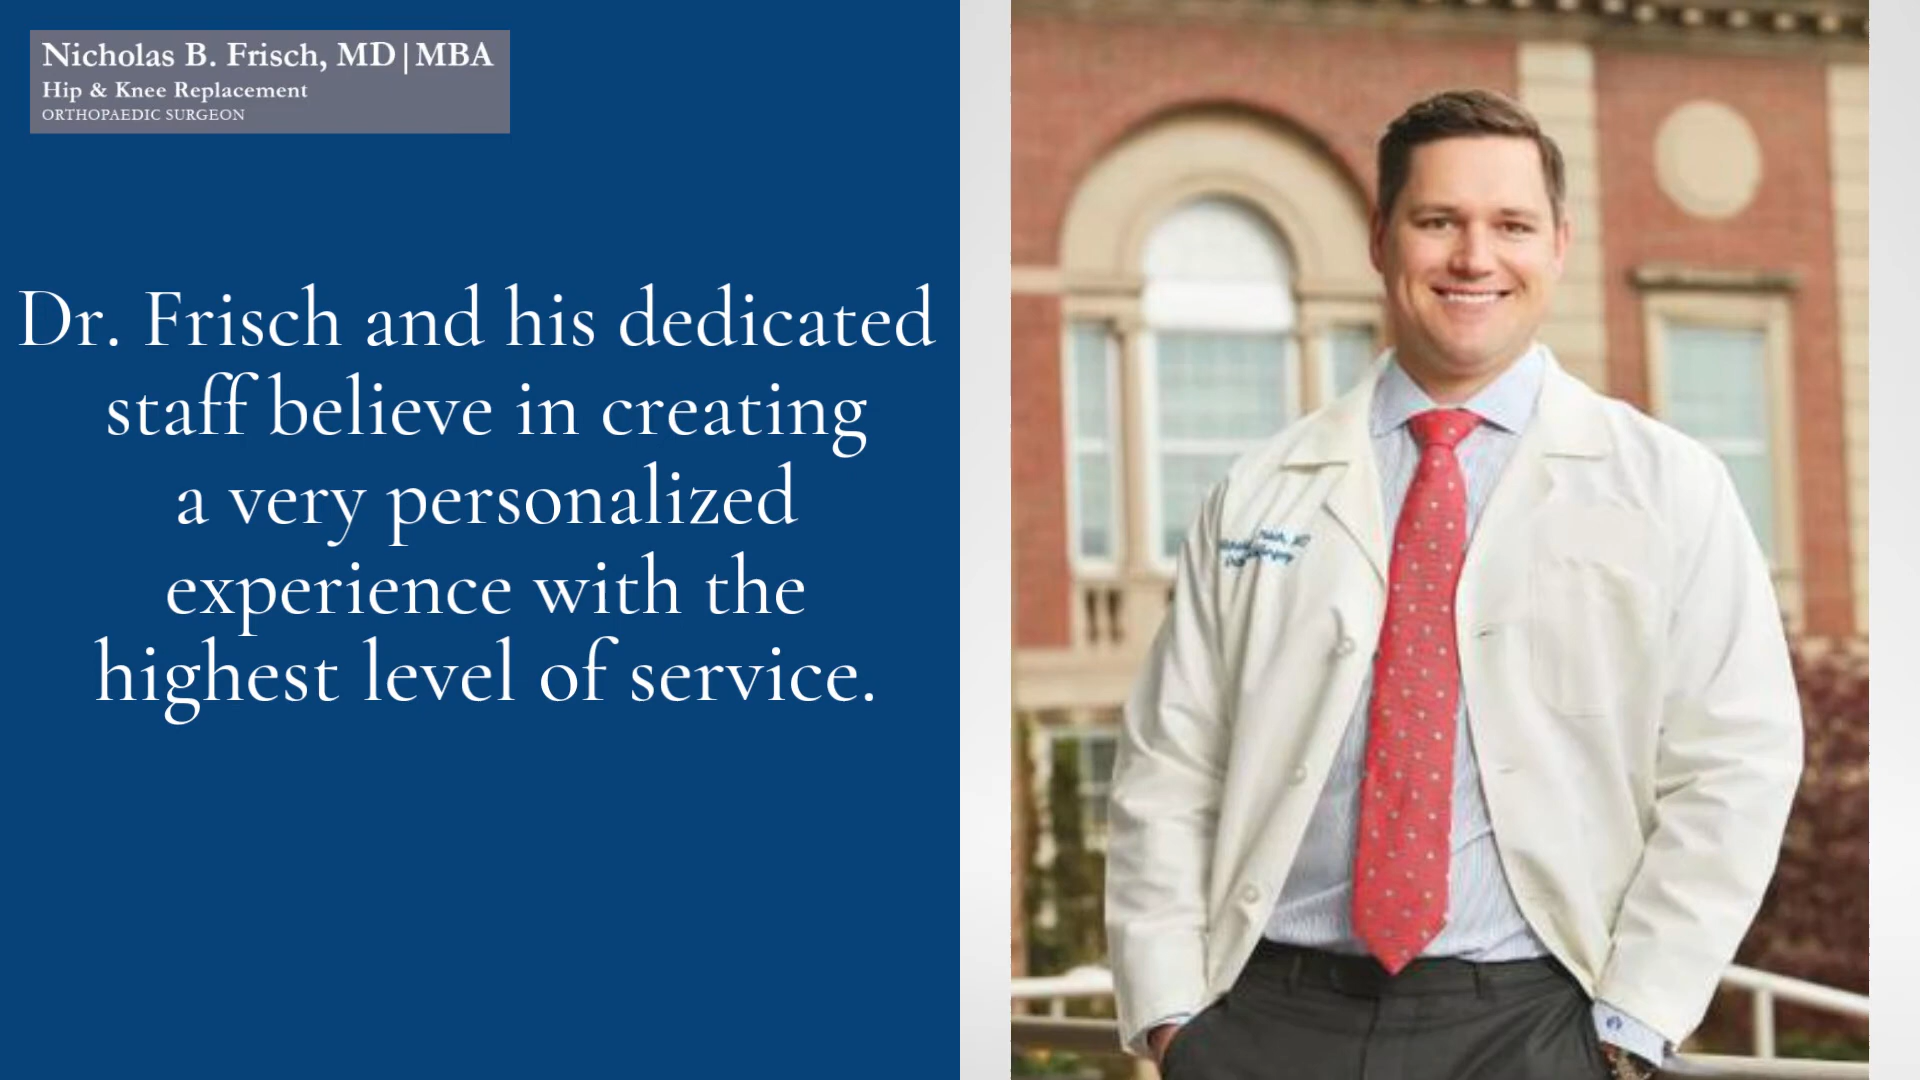 Nicholas B. Frisch, MD|MBA
Hip & Knee Replacement
ORTHOPAEDIC SURGEON
Dr. Frisch and his dedicated
staff believe in creating
a very personalized
experience with the
highest level of service.